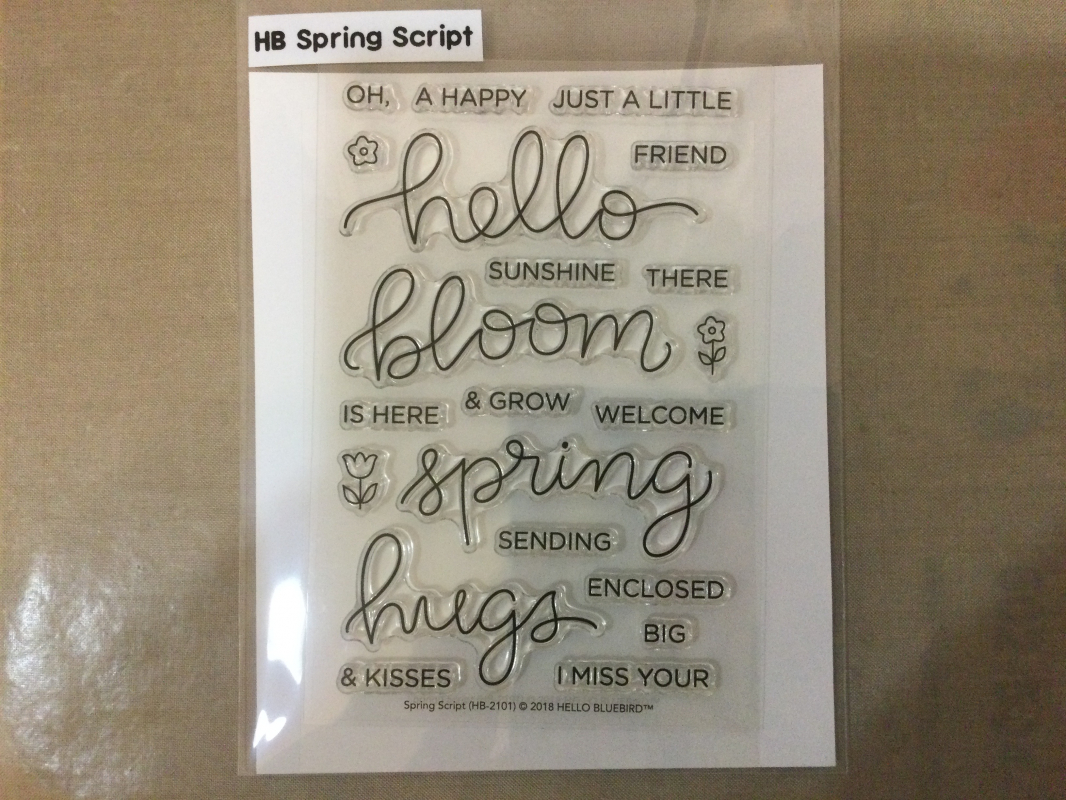 HB Spring Script
OH, A HAPPY JUST A LITTLE
FRIEND
hello
SUNSHINE THERE
bloom
IS HERE & GROW WELCOME
spring
SENDING
hugs
ENCLOSED
BIG
& KISSES I MISS YOUR
Spring Script (HB-2101) © 2018 HELLO BLUEBIRD™